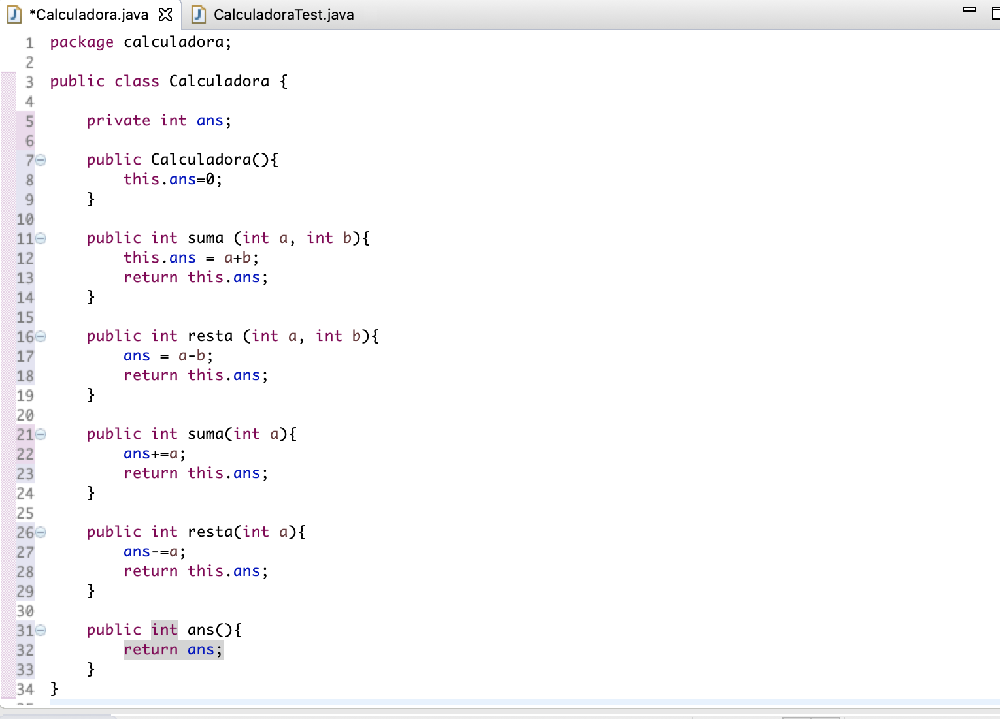 *Calculadora.java CalculadoraTest.java
1 package calculadora;
2
3 public class Calculadora {
4
5     private int ans;
6
7     public Calculadora(){
8         this.ans=0;
9     }
10
11     public int suma (int a, int b){
12         this.ans = a+b;
13         return this.ans;
14     }
15
16     public int resta (int a, int b){
17         ans = a-b;
18         return this.ans;
19     }
20
21     public int suma(int a){
22         ans+=a;
23         return this.ans;
24     }
25
26     public int resta(int a){
27         ans-=a;
28         return this.ans;
29     }
30
31     public int ans(){
32         return ans;
33     }
34 }